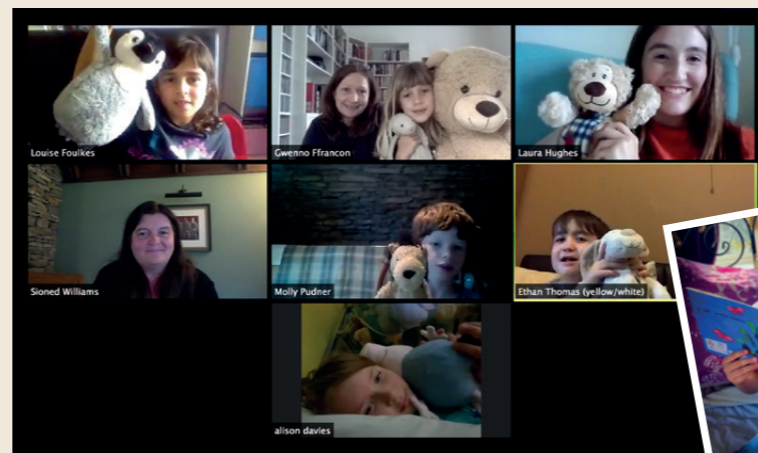 Louise Foulkes
Gwenno Ffrancon
Laura Hughes
Sioned Williams
Molly Pudner
Ethan Thomas (yellow/white)
alison davies